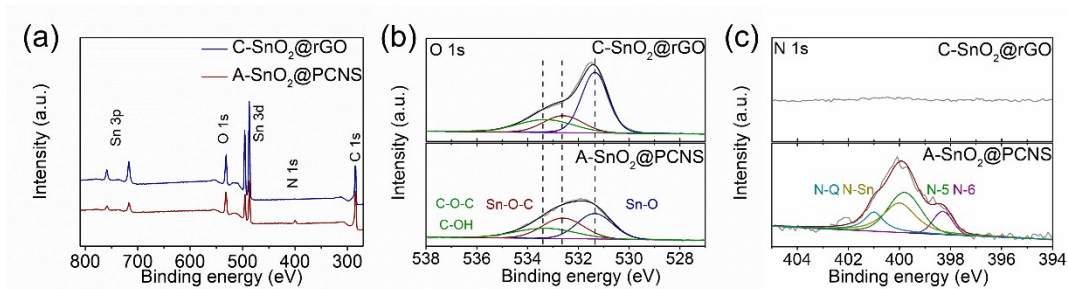 (a)
C-SnO2@rGO
A-SnO2@PCNS
Sn 3p
O 1s
Sn 3d
N 1s
C 1s
Intensity (a.u.)
800 700 600 500 400 300
Binding energy (eV)
(b)
O 1s
C-SnO2@rGO
A-SnO2@PCNS
C-O-C
Sn-O-C
Sn-O
C-OH
Intensity (a.u.)
538 536 534 532 530 528
Binding energy (eV)
(c)
N 1s
C-SnO2@rGO
A-SnO2@PCNS
N-Q N-Sn N-5 N-6
Intensity (a.u.)
404 402 400 398 396 394
Binding energy (eV)